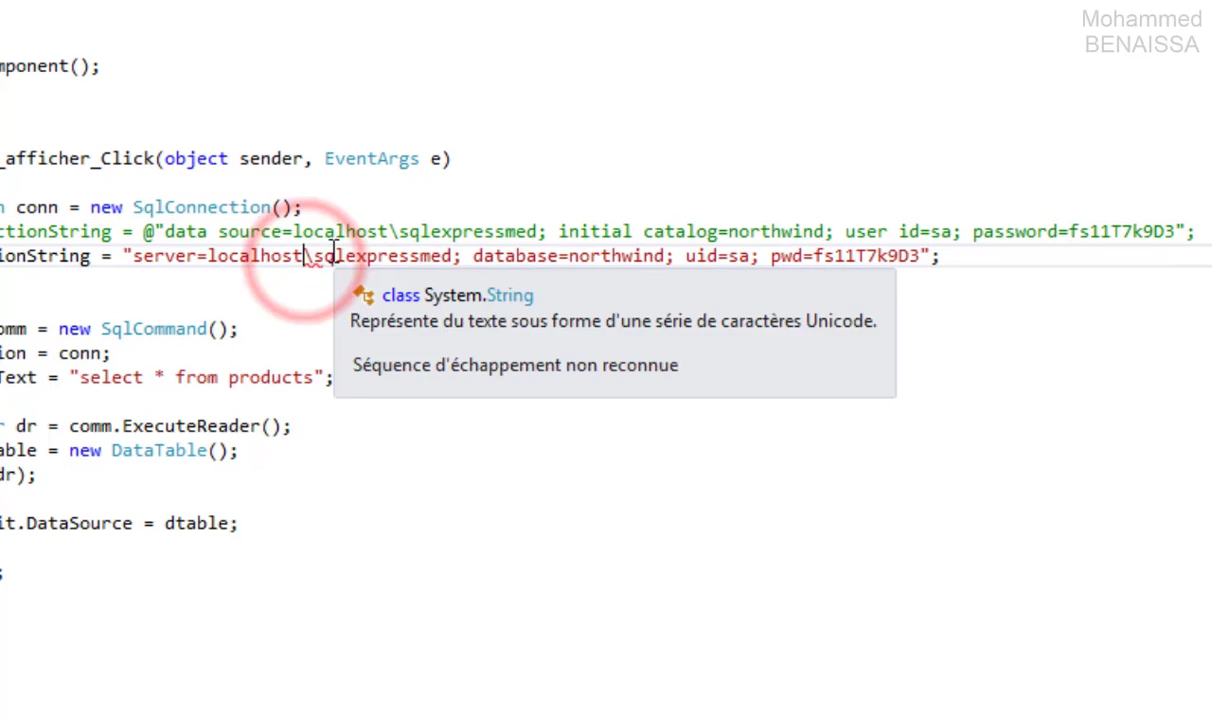 Mohammed
BENAISSA
mponent();
_afficher_Click(object sender, EventArgs e)
n conn = new SqlConnection();
ctionString = @"data source=localhost\sqlexpressmed; initial catalog=northwind; user id=sa; password=fs11T7k9D3";
ionString = "server=localhost\sqlexpressmed; database=northwind; uid=sa; pwd=fs11T7k9D3";
class System.String
Représente du texte sous forme d'une série de caractères Unicode.
Séquence d'échappement non reconnue
omm = new SqlCommand();
ion = conn;
Text = "select * from products";
r dr = comm.ExecuteReader();
able = new DataTable();
dr);
it.DataSource = dtable;
;